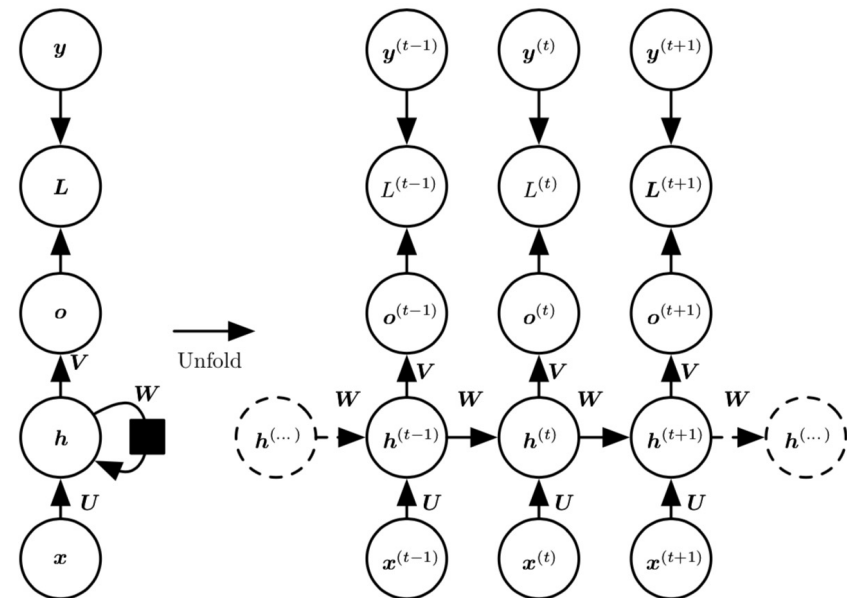 y y^{(t−1)} y^{(t)} y^{(t+1)}
L L^{(t−1)} L^{(t)} L^{(t+1)}
o o^{(t−1)} o^{(t)} o^{(t+1)}
Unfold
V V V V
W W W W W
h h^{(...)} h^{(t−1)} h^{(t)} h^{(t+1)} h^{(...)}
U U U U
x x^{(t−1)} x^{(t)} x^{(t+1)}